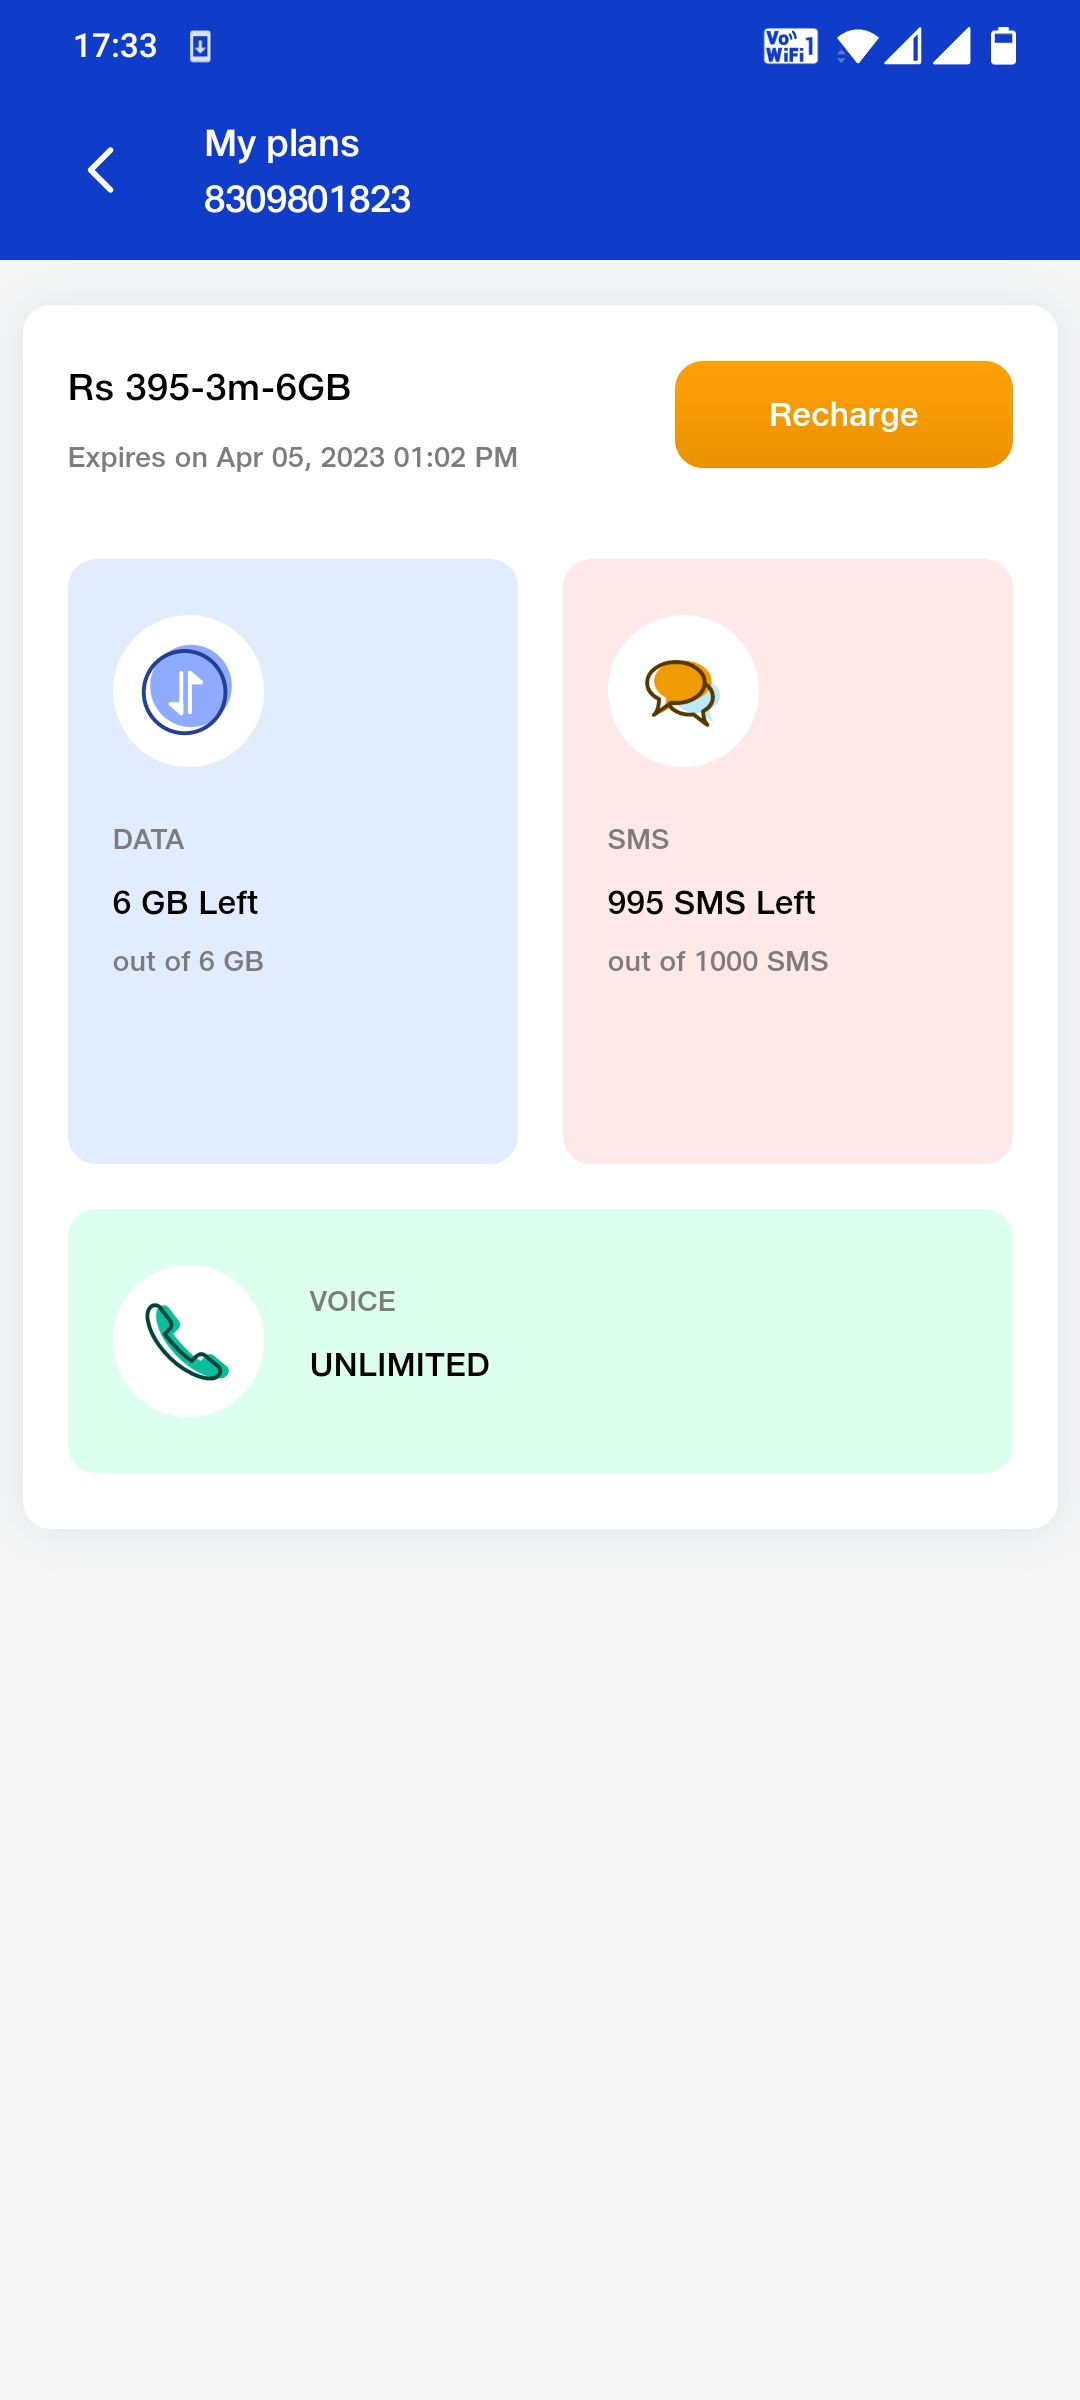 17:33
Vo WiFi 1
My plans
8309801823
Rs 395-3m-6GB
Recharge
Expires on Apr 05, 2023 01:02 PM
DATA
6 GB Left
out of 6 GB
SMS
995 SMS Left
out of 1000 SMS
VOICE
UNLIMITED